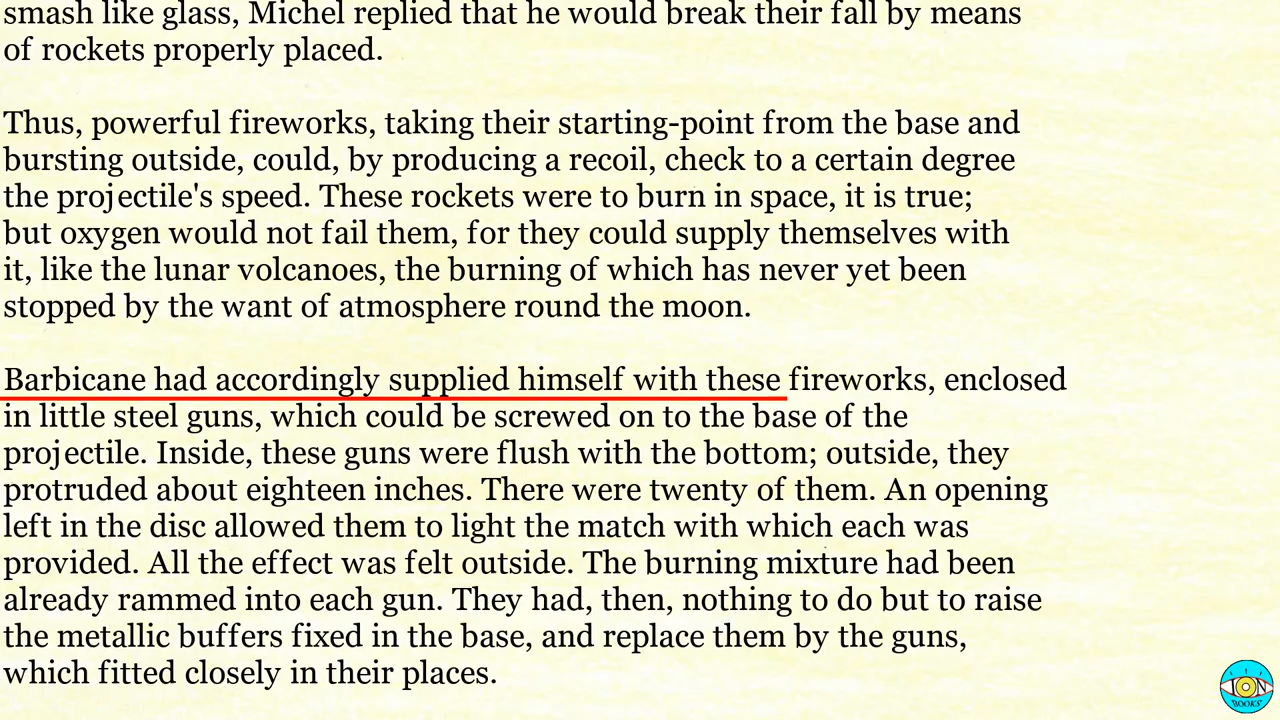 smash like glass, Michel replied that he would break their fall by means
of rockets properly placed.
Thus, powerful fireworks, taking their starting-point from the base and
bursting outside, could, by producing a recoil, check to a certain degree
the projectile's speed. These rockets were to burn in space, it is true;
but oxygen would not fail them, for they could supply themselves with
it, like the lunar volcanoes, the burning of which has never yet been
stopped by the want of atmosphere round the moon.
Barbicane had accordingly supplied himself with these fireworks, enclosed
in little steel guns, which could be screwed on to the base of the
projectile. Inside, these guns were flush with the bottom; outside, they
protruded about eighteen inches. There were twenty of them. An opening
left in the disc allowed them to light the match with which each was
provided. All the effect was felt outside. The burning mixture had been
already rammed into each gun. They had, then, nothing to do but to raise
the metallic buffers fixed in the base, and replace them by the guns,
which fitted closely in their places.
ION
BOOKS